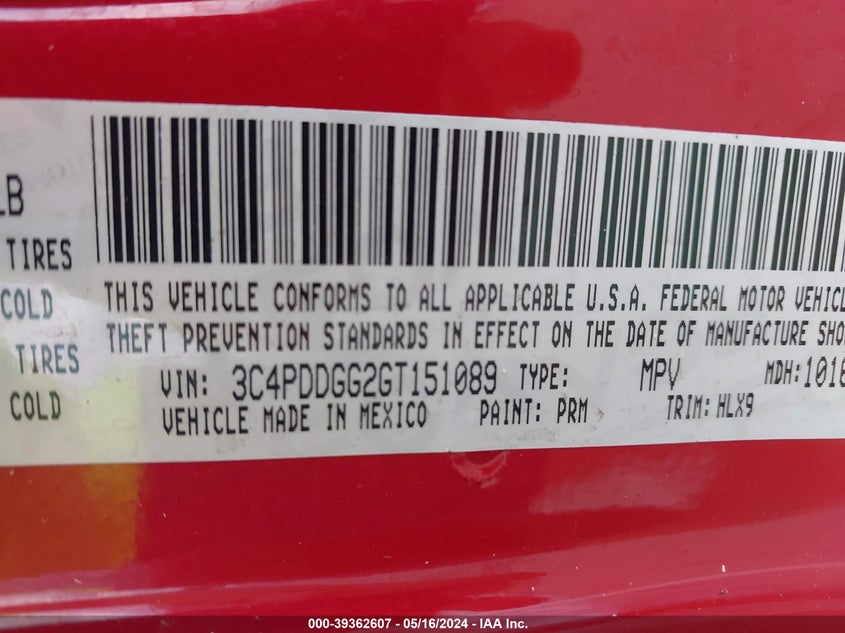 LB
TIRES
COLD
TIRES
COLD
THIS VEHICLE CONFORMS TO ALL APPLICABLE U.S.A. FEDERAL MOTOR VEHICL
THEFT PREVENTION STANDARDS IN EFFECT ON THE DATE OF MANUFACTURE SHO
VIN: 3C4PDDGG2GT151089 TYPE: MPV MDH:1018
VEHICLE MADE IN MEXICO PAINT: PRM TRIM: HLX9
000-39362607 - 05/16/2024 - IAA Inc.